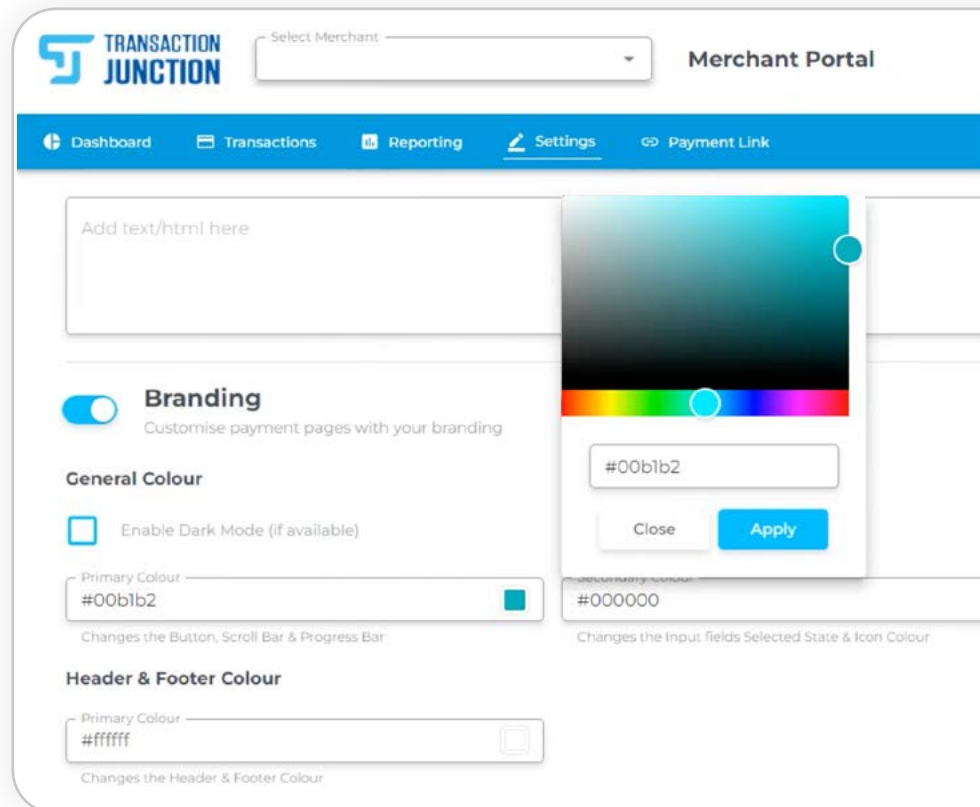 TRANSACTION
JUNCTION
Select Merchant
Merchant Portal
Dashboard Transactions Reporting Settings Payment Link
Add text/html here
Branding
Customise payment pages with your branding
#00b1b2
Close Apply
General Colour
Enable Dark Mode (if available)
Primary Colour Secondary Colour
#00b1b2 #000000
Changes the Button, Scroll Bar & Progress Bar Changes the Input fields Selected State & Icon Colour
Header & Footer Colour
Primary Colour
#ffffff
Changes the Header & Footer Colour